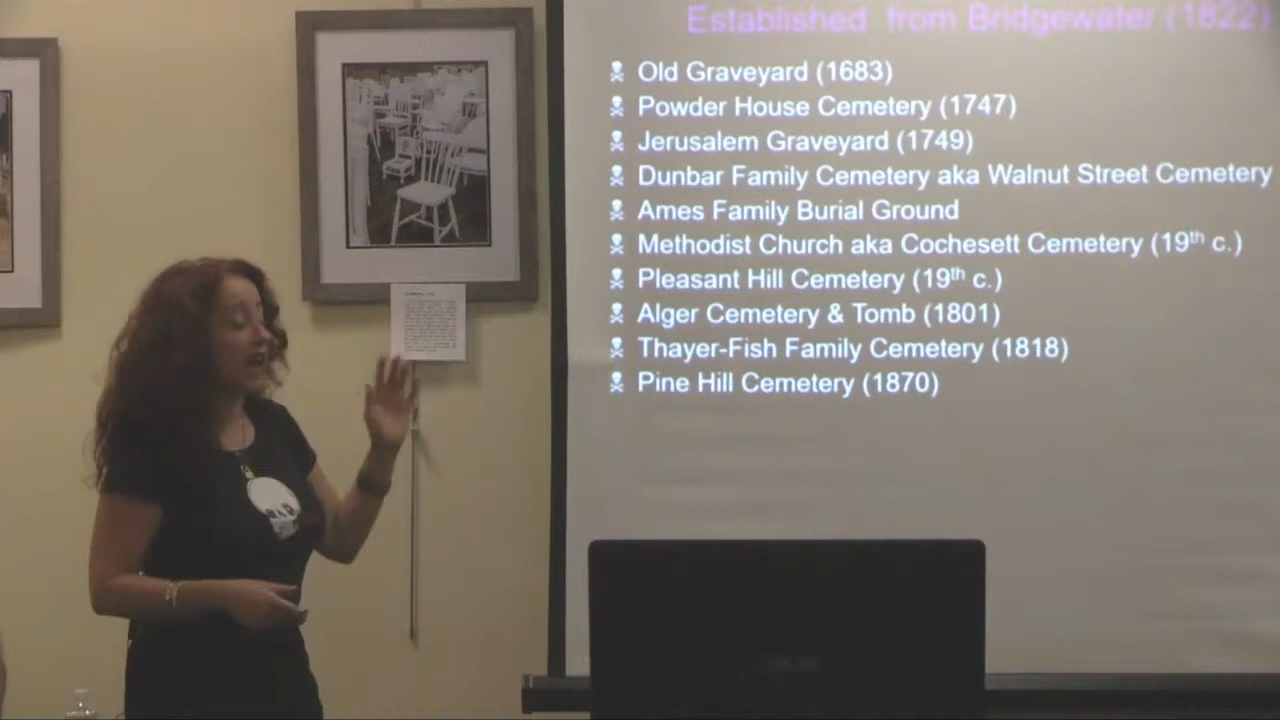 Established from Bridgewater (1822)
Old Graveyard (1683)
Powder House Cemetery (1747)
Jerusalem Graveyard (1749)
Dunbar Family Cemetery aka Walnut Street Cemetery
Ames Family Burial Ground
Methodist Church aka Cochesett Cemetery (19th c.)
Pleasant Hill Cemetery (19th c.)
Alger Cemetery & Tomb (1801)
Thayer-Fish Family Cemetery (1818)
Pine Hill Cemetery (1870)